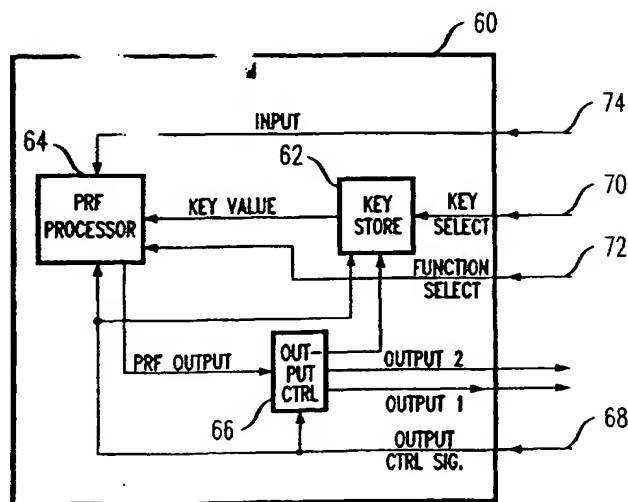 60
INPUT
74
64
62
PRF
PROCESSOR
KEY VALUE
KEY
STORE
KEY
SELECT
70
FUNCTION
SELECT
72
PRF OUTPUT
OUT-
PUT
CTRL
66
OUTPUT 2
OUTPUT 1
OUTPUT
CTRL SIG.
68